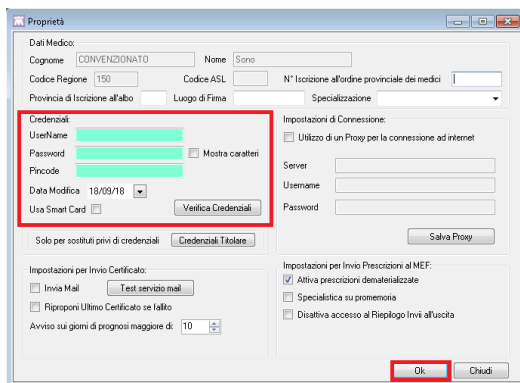 Proprietà
Dati Medico:
Cognome CONVENZIONATO Nome Sono
Codice Regione 150 Codice ASL N° Iscrizione all'ordine provinciale dei medici
Provincia di Iscrizione all'albo Luogo di Firma Specializzazione
Credenziali:
UserName
Password Mostra caratteri
Pincode
Data Modifica 18/09/18
Usa Smart Card Verifica Credenziali
Solo per sostituti privi di credenziali Credenziali Titolare
Impostazioni di Connessione:
Utilizzo di un Proxy per la connessione ad internet
Server
Username
Password
Salva Proxy
Impostazioni per Invio Certificato:
Invia Mail Test servizio mail
Riproponi Ultimo Certificato se fallito
Avviso sui giorni di prognosi maggiore di: 10
Impostazioni per Invio Prescrizioni al MEF:
Attiva prescrizioni dematerializzate
Specialistica su promemoria
Disattiva accesso al Riepilogo Invii all'uscita
Ok Chiudi